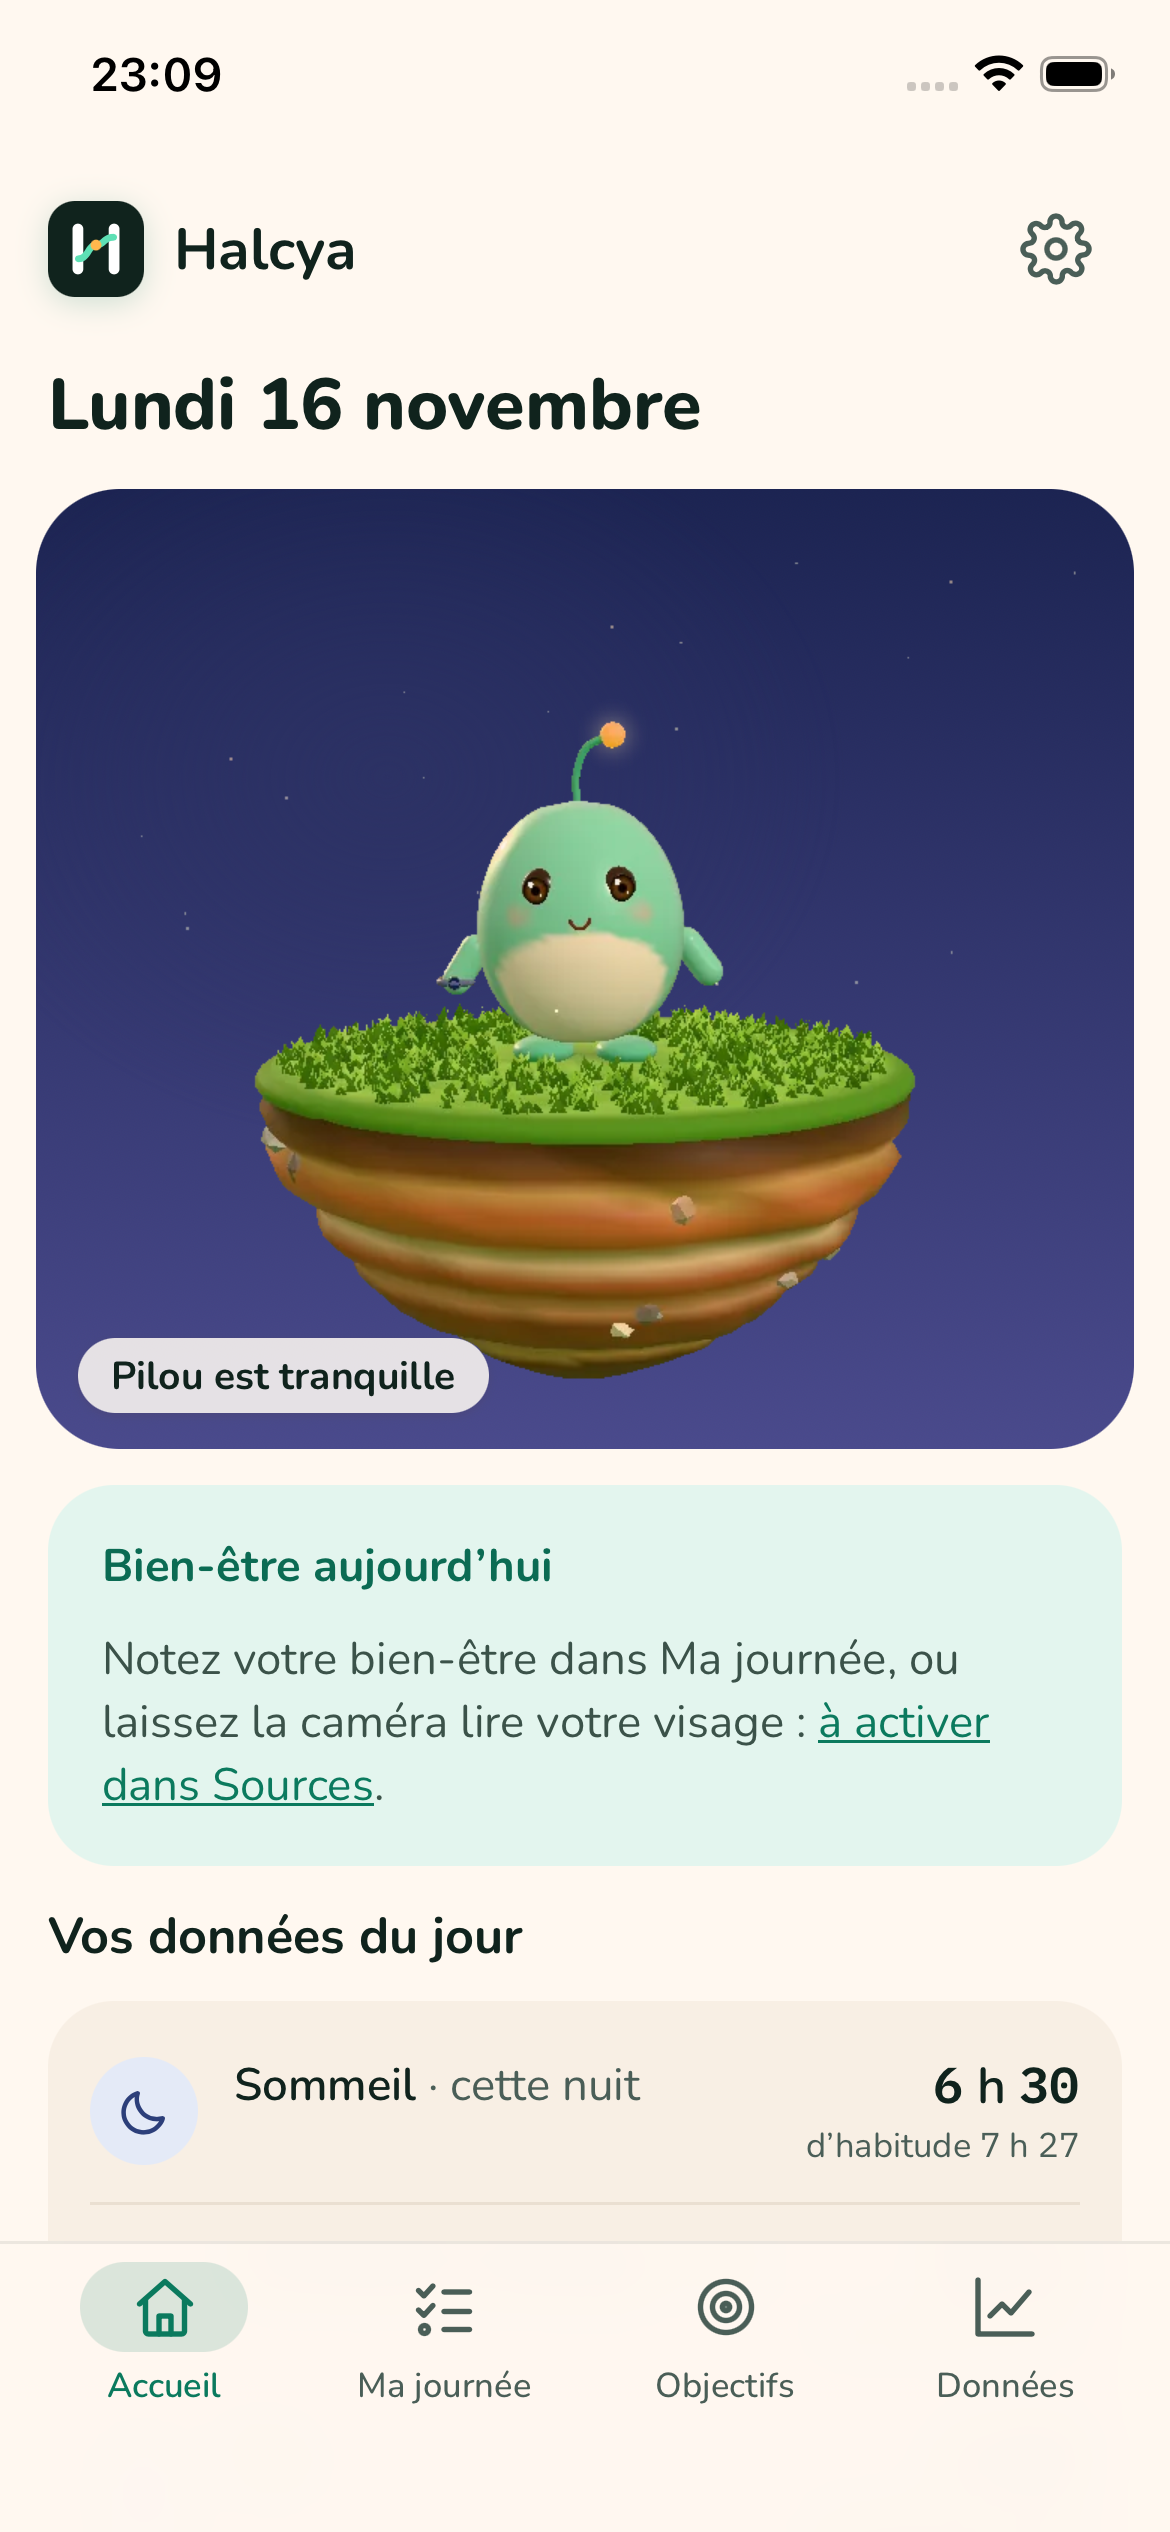 23:09
Halcya
Lundi 16 novembre
Pilou est tranquille
Bien-être aujourd’hui
Notez votre bien-être dans Ma journée, ou
laissez la caméra lire votre visage : à activer
dans Sources.
Vos données du jour
Sommeil · cette nuit
6 h 30
d’habitude 7 h 27
Accueil
Ma journée
Objectifs
Données